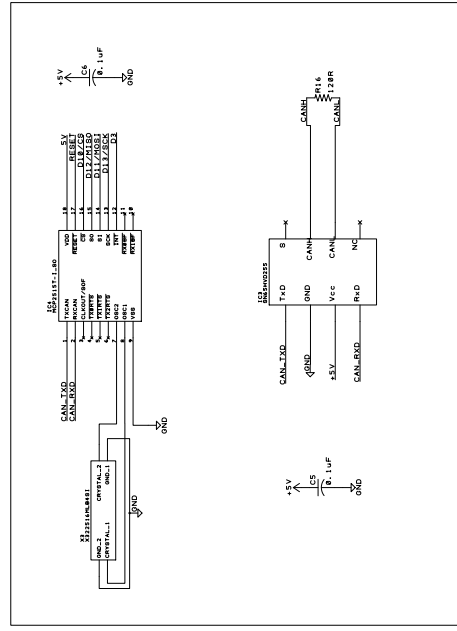 X2
X322516MLB4SI
GND_2
CRYSTAL_1
CRYSTAL_2
GND_1
GND
CAN_TXD
CAN_RXD
GND
1
2
3
4
5
6
7
8
9
IC4
MCP2515T-I_SO
TXCAN
RXCAN
CLKOUT/SOF
TX0RTS
TX1RTS
TX2RTS
OSC2
OSC1
VSS
VDD
RESET
CS
SO
SI
SCK
INT
RX0BF
RX1BF
18
17
16
15
14
13
12
11
10
5V
RESET
D10/CS
D12/MISO
D11/MOSI
D13/SCK
D3
+5V
C6
0.1uF
GND
+5V
C5
0.1uF
GND
CAN_TXD
GND
+5V
CAN_RXD
IC3
SN65HVD255
TxD
GND
Vcc
RxD
S
CANH
CANL
NC
CANH
R16
120R
CANL